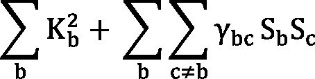 ∑_b K_b^2 + ∑_b ∑_{c≠b} γ_{bc} S_b S_c